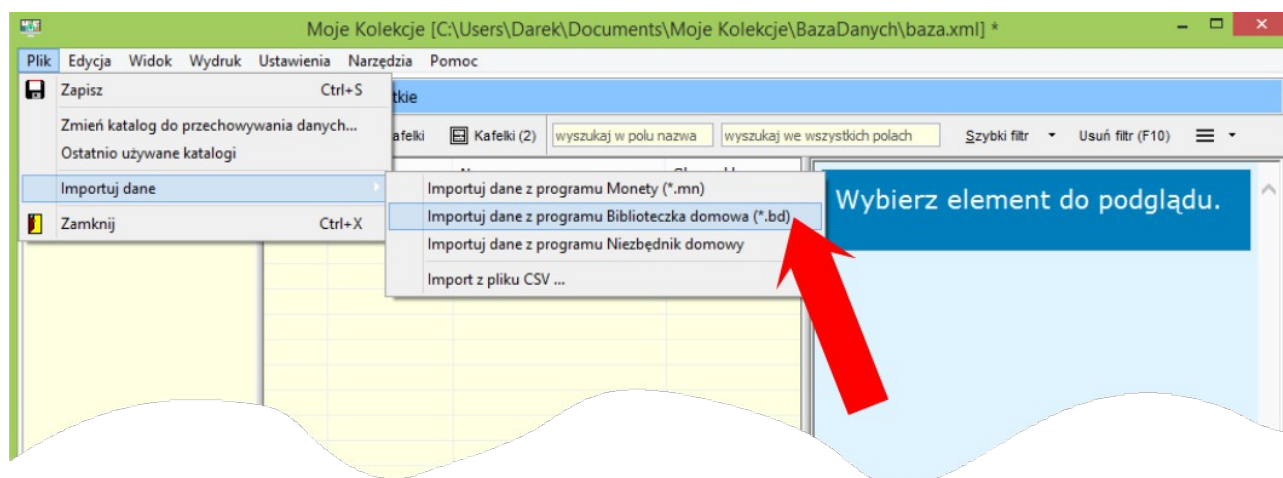 Moje Kolekcje [C:\Users\Darek\Documents\Moje Kolekcje\BazaDanych\baza.xml] *
Plik Edycja Widok Wydruk Ustawienia Narzędzia Pomoc
Zapisz Ctrl+S
tkie
Zmień katalog do przechowywania danych...
afelki Kafelki (2) wyszukaj w polu nazwa wyszukaj we wszystkich polach Szybki filtr Usuń filtr (F10)
Ostatnio używane katalogi
Importuj dane
Importuj dane z programu Monety (*.mn)
Wybierz element do podglądu.
Importuj dane z programu Biblioteczka domowa (*.bd)
Zamknij Ctrl+X
Importuj dane z programu Niezbędnik domowy
Import z pliku CSV ...